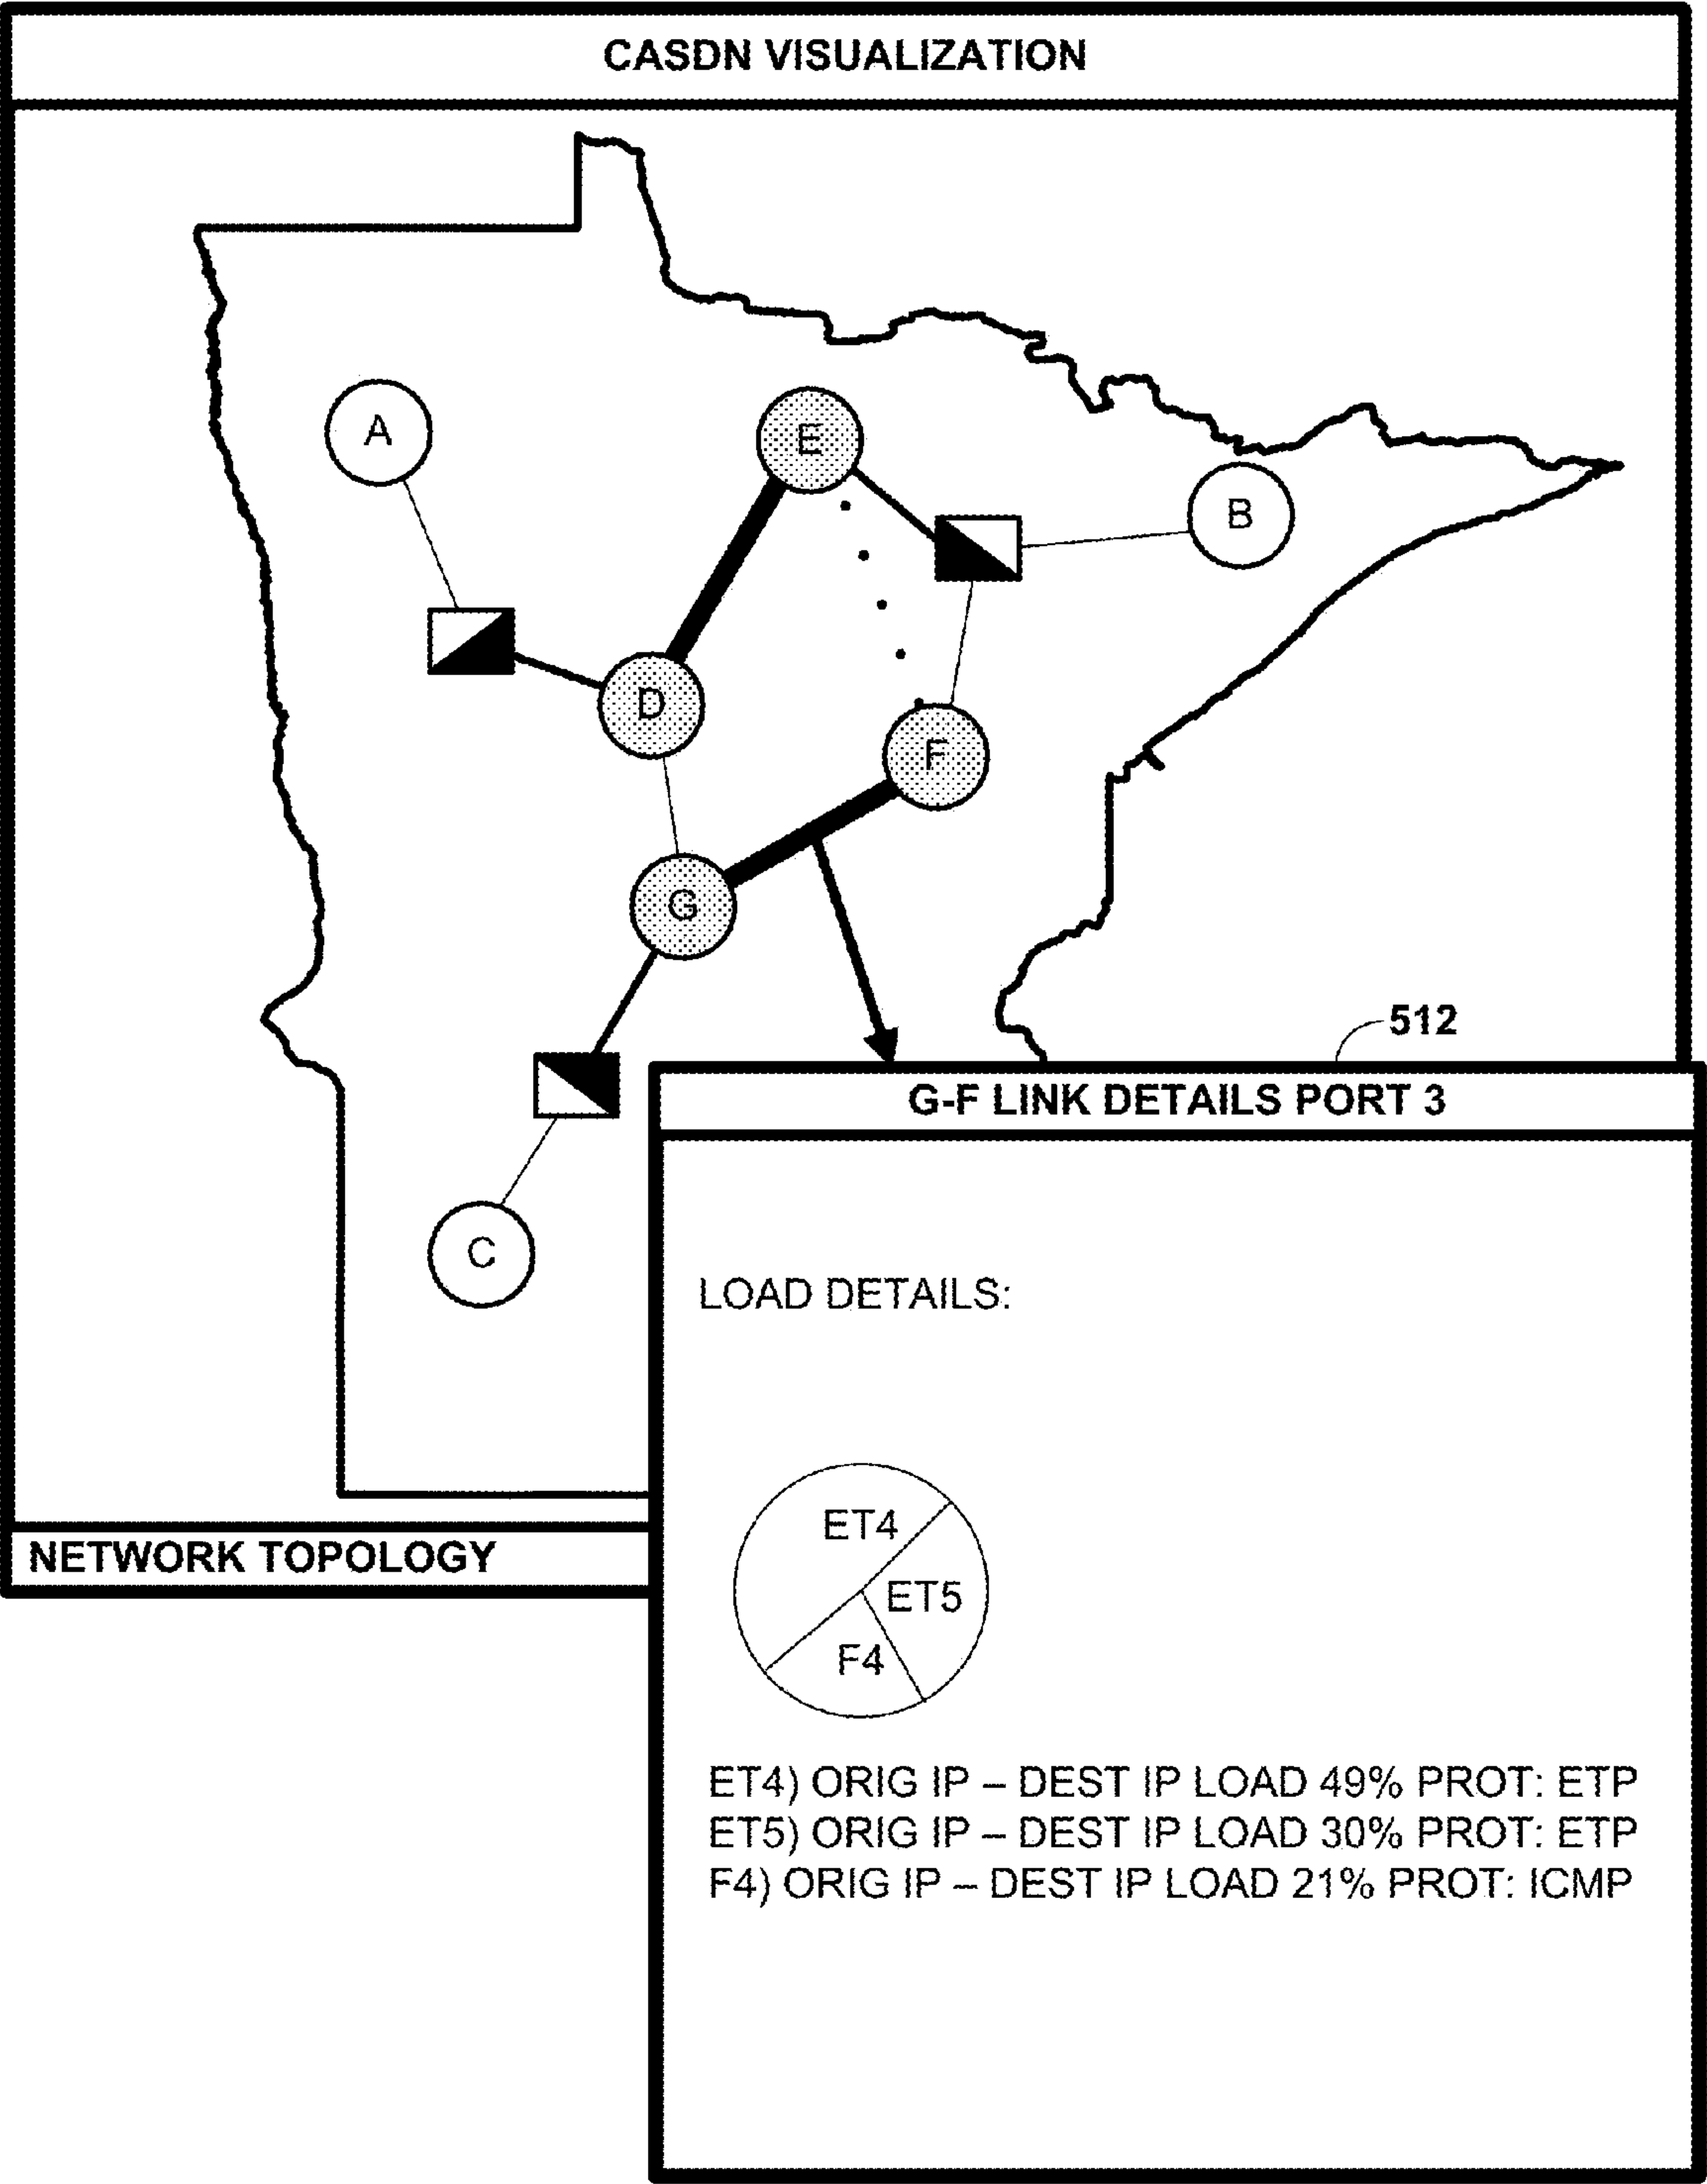 CASDN VISUALIZATION
A
E
B
D
F
G
512
G-F LINK DETAILS PORT 3
C
LOAD DETAILS:
ET4
NETWORK TOPOLOGY
ET5
F4
ET4) ORIG IP – DEST IP LOAD 49% PROT: ETP
ET5) ORIG IP – DEST IP LOAD 30% PROT: ETP
F4) ORIG IP – DEST IP LOAD 21% PROT: ICMP